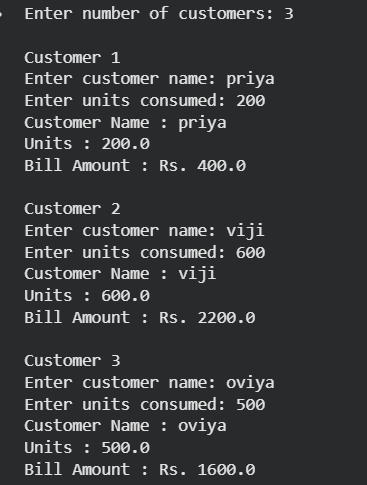 Enter number of customers: 3
Customer 1
Enter customer name: priya
Enter units consumed: 200
Customer Name : priya
Units : 200.0
Bill Amount : Rs. 400.0
Customer 2
Enter customer name: viji
Enter units consumed: 600
Customer Name : viji
Units : 600.0
Bill Amount : Rs. 2200.0
Customer 3
Enter customer name: oviya
Enter units consumed: 500
Customer Name : oviya
Units : 500.0
Bill Amount : Rs. 1600.0